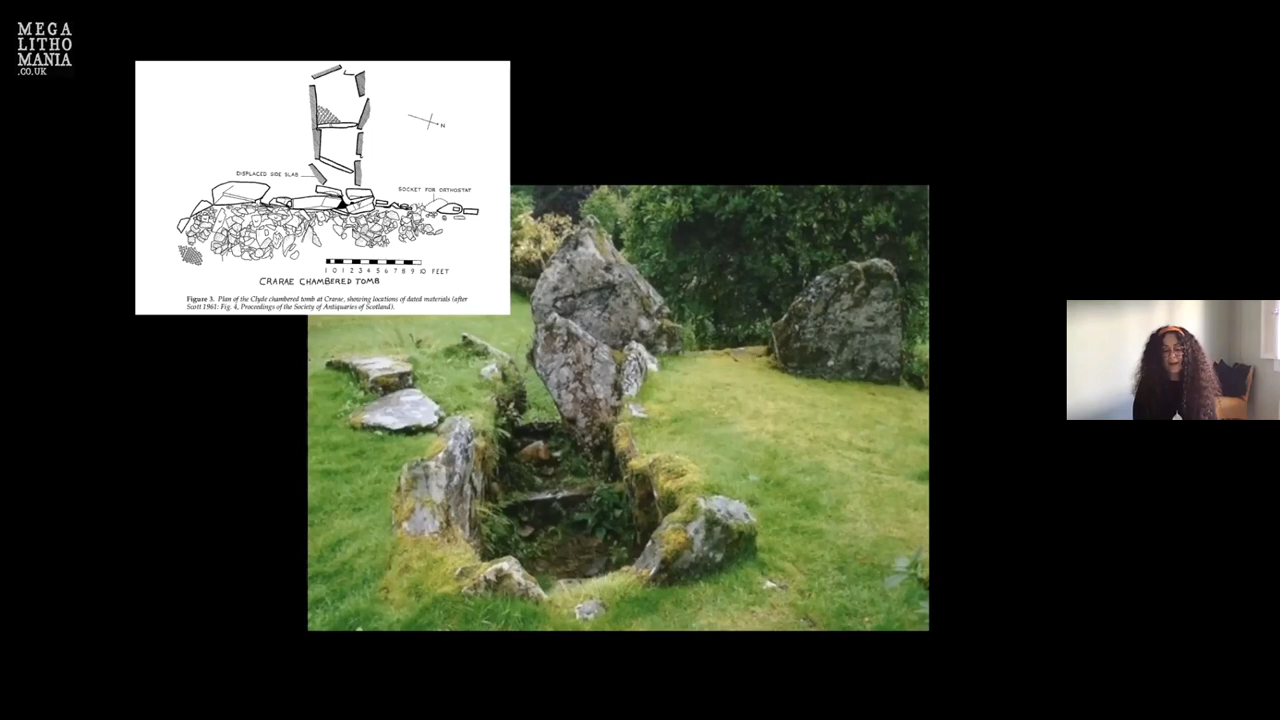 MEGA
LITHO
MANIA
.CO.UK
N
DISPLACED SIDE SLAB
SOCKET FOR ORTHOSTAT
1 0 1 2 3 4 5 6 7 8 9 10 FEET
CRARAE CHAMBERED TOMB
Figure 3. Plan of the Clyde chambered tomb at Crarae, showing locations of dated materials (after
Scott 1961: Fig. 4, Proceedings of the Society of Antiquaries of Scotland).